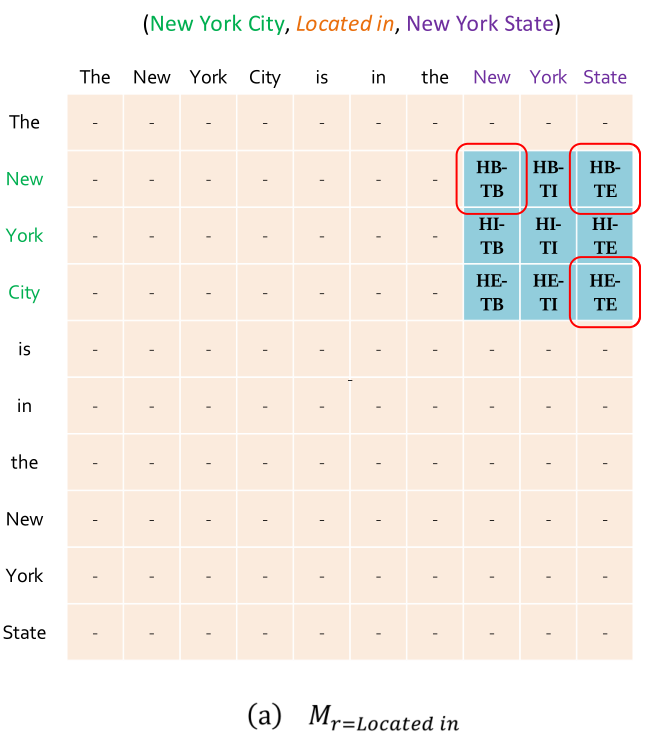 (New York City, Located in, New York State)
The New York City is in the New York State
The - - - - - - - - - -
New - - - - - - - HB-TB HB-TI HB-TE
York - - - - - - - HI-TB HI-TI HI-TE
City - - - - - - - HE-TB HE-TI HE-TE
is - - - - - - - - - -
-
in - - - - - - - - - -
the - - - - - - - - - -
New - - - - - - - - - -
York - - - - - - - - - -
State - - - - - - - - - -
(a) M_{r=Located in}